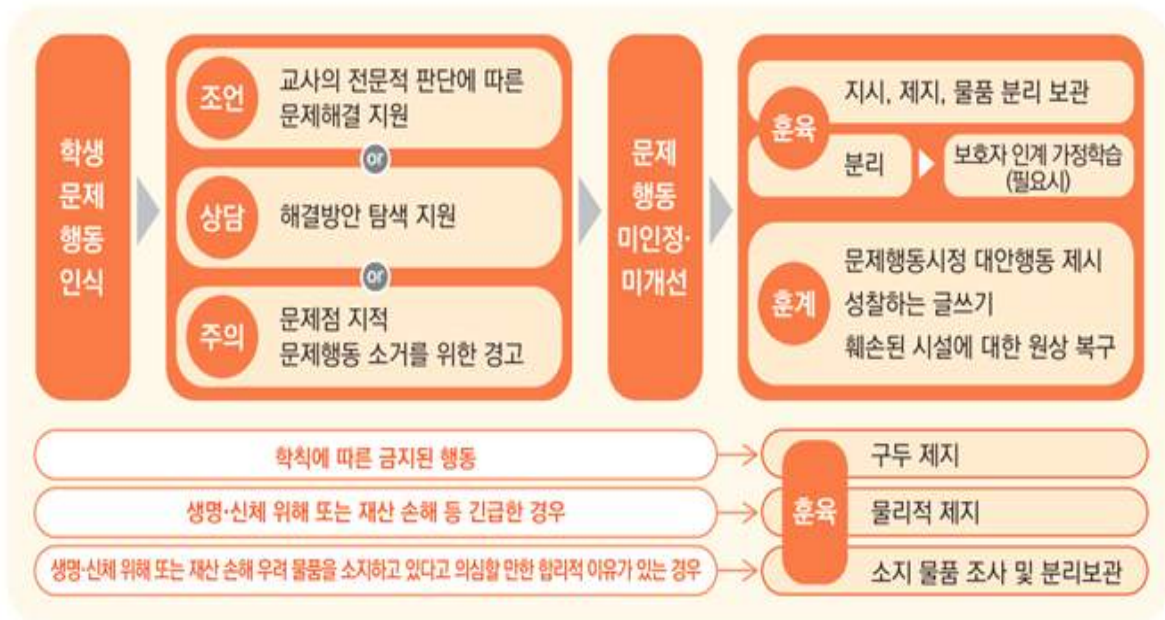 학생
문제
행동
인식
조언
교사의 전문적 판단에 따른
문제해결 지원
or
상담
해결방안 탐색 지원
or
주의
문제점 지적
문제행동 소거를 위한 경고
문제
행동
미인정·
미개선
훈육
지시, 제지, 물품 분리 보관
분리
보호자 인계 가정학습
(필요시)
훈계
문제행동시정 대안행동 제시
성찰하는 글쓰기
훼손된 시설에 대한 원상 복구
학칙에 따른 금지된 행동
생명·신체 위해 또는 재산 손해 등 긴급한 경우
생명·신체 위해 또는 재산 손해 우려 물품을 소지하고 있다고 의심할 만한 합리적 이유가 있는 경우
훈육
구두 제지
물리적 제지
소지 물품 조사 및 분리보관